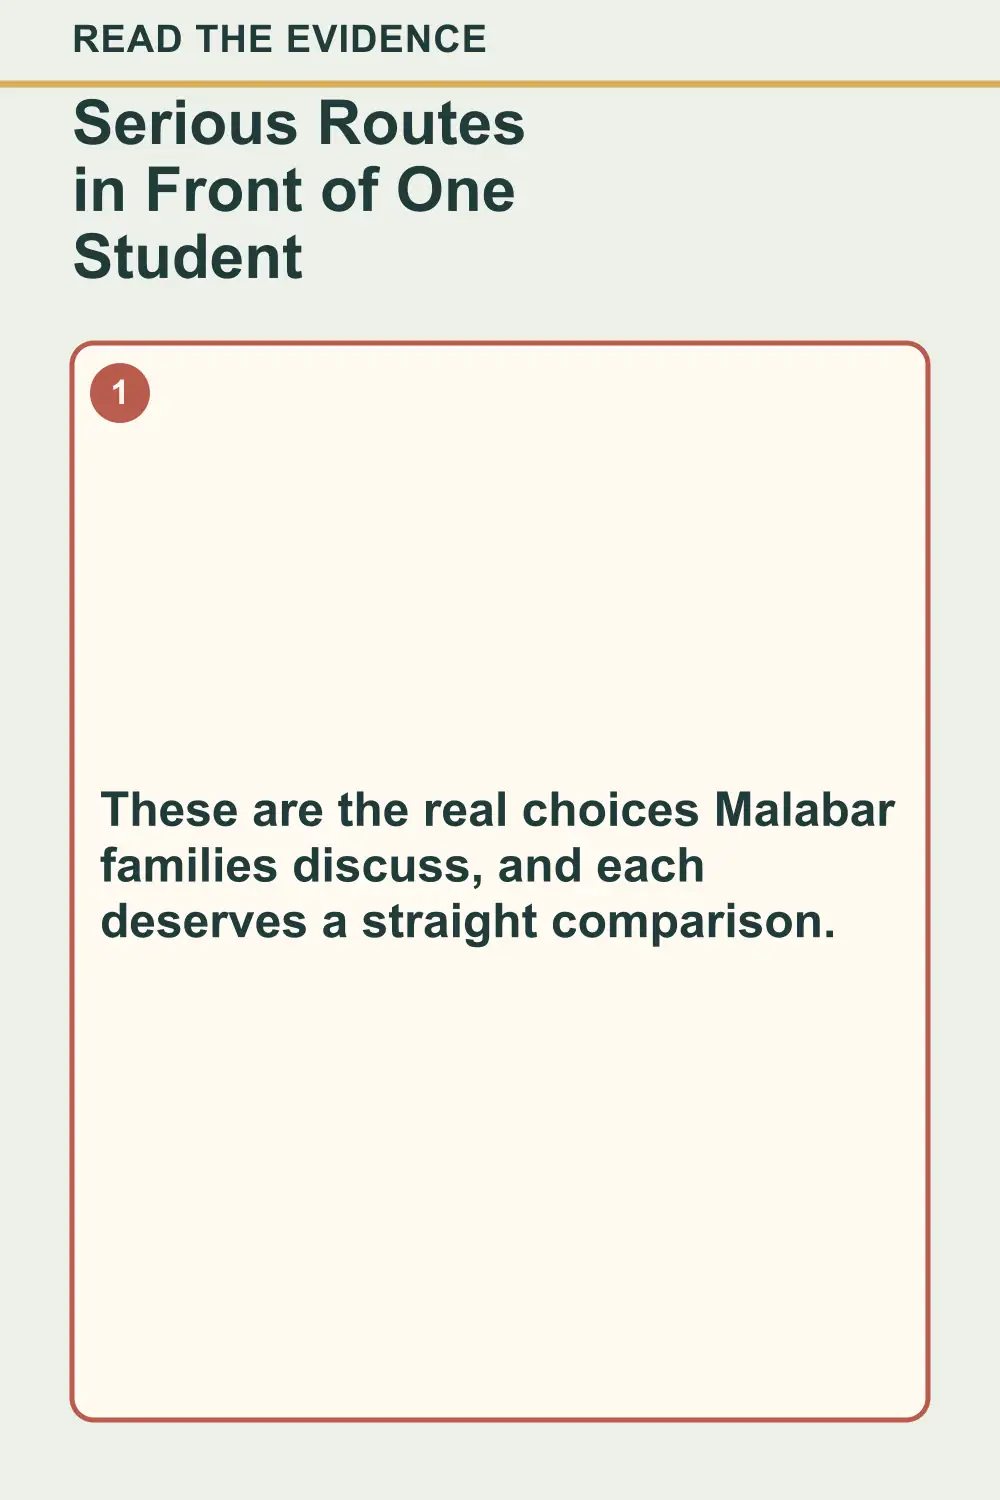 READ THE EVIDENCE
Serious Routes
in Front of One
Student
1
These are the real choices Malabar
families discuss, and each
deserves a straight comparison.